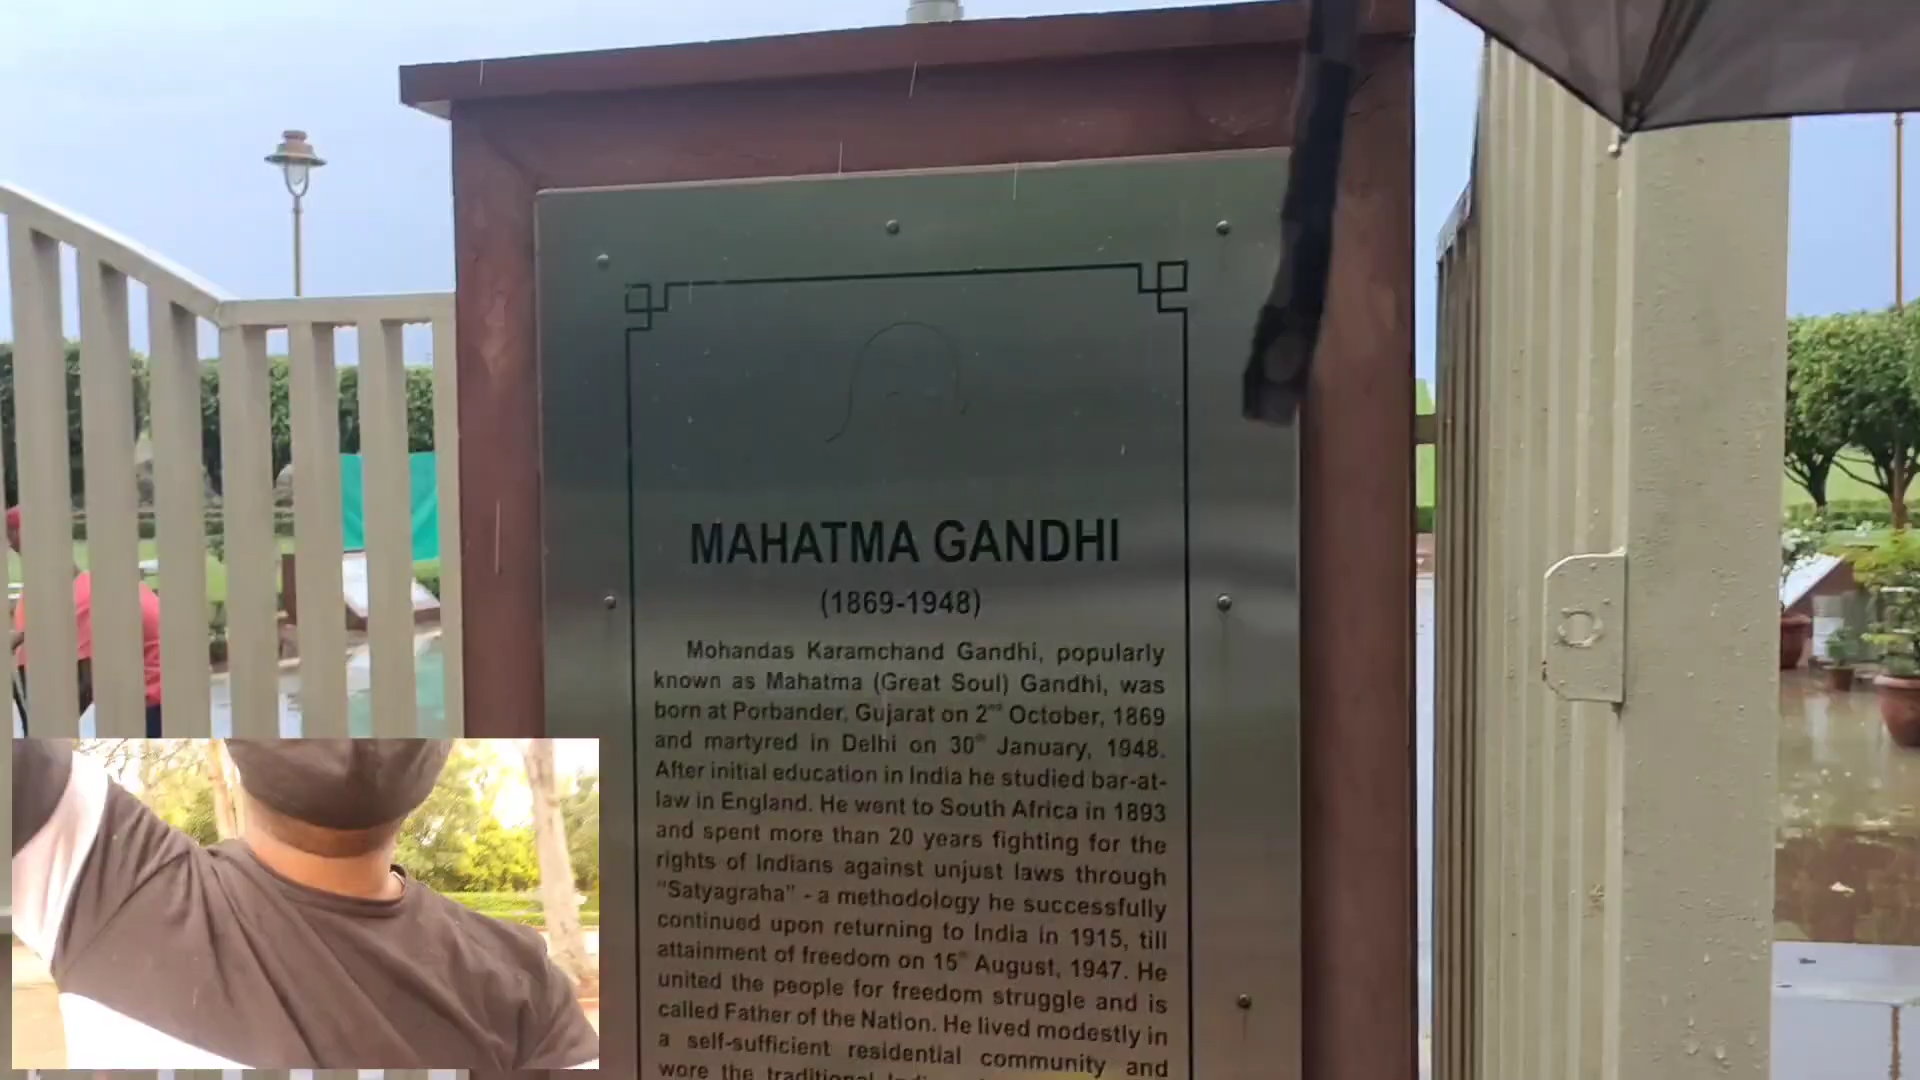 MAHATMA GANDHI
(1869-1948)
Mohandas Karamchand Gandhi, popularly
known as Mahatma (Great Soul) Gandhi, was
born at Porbander, Gujarat on 2nd October, 1869
and martyred in Delhi on 30th January, 1948.
After initial education in India he studied bar-at-
law in England. He went to South Africa in 1893
and spent more than 20 years fighting for the
rights of Indians against unjust laws through
"Satyagraha" - a methodology he successfully
continued upon returning to India in 1915, till
attainment of freedom on 15th August, 1947. He
united the people for freedom struggle and is
called Father of the Nation. He lived modestly in
a self-sufficient residential community and
wore the traditional